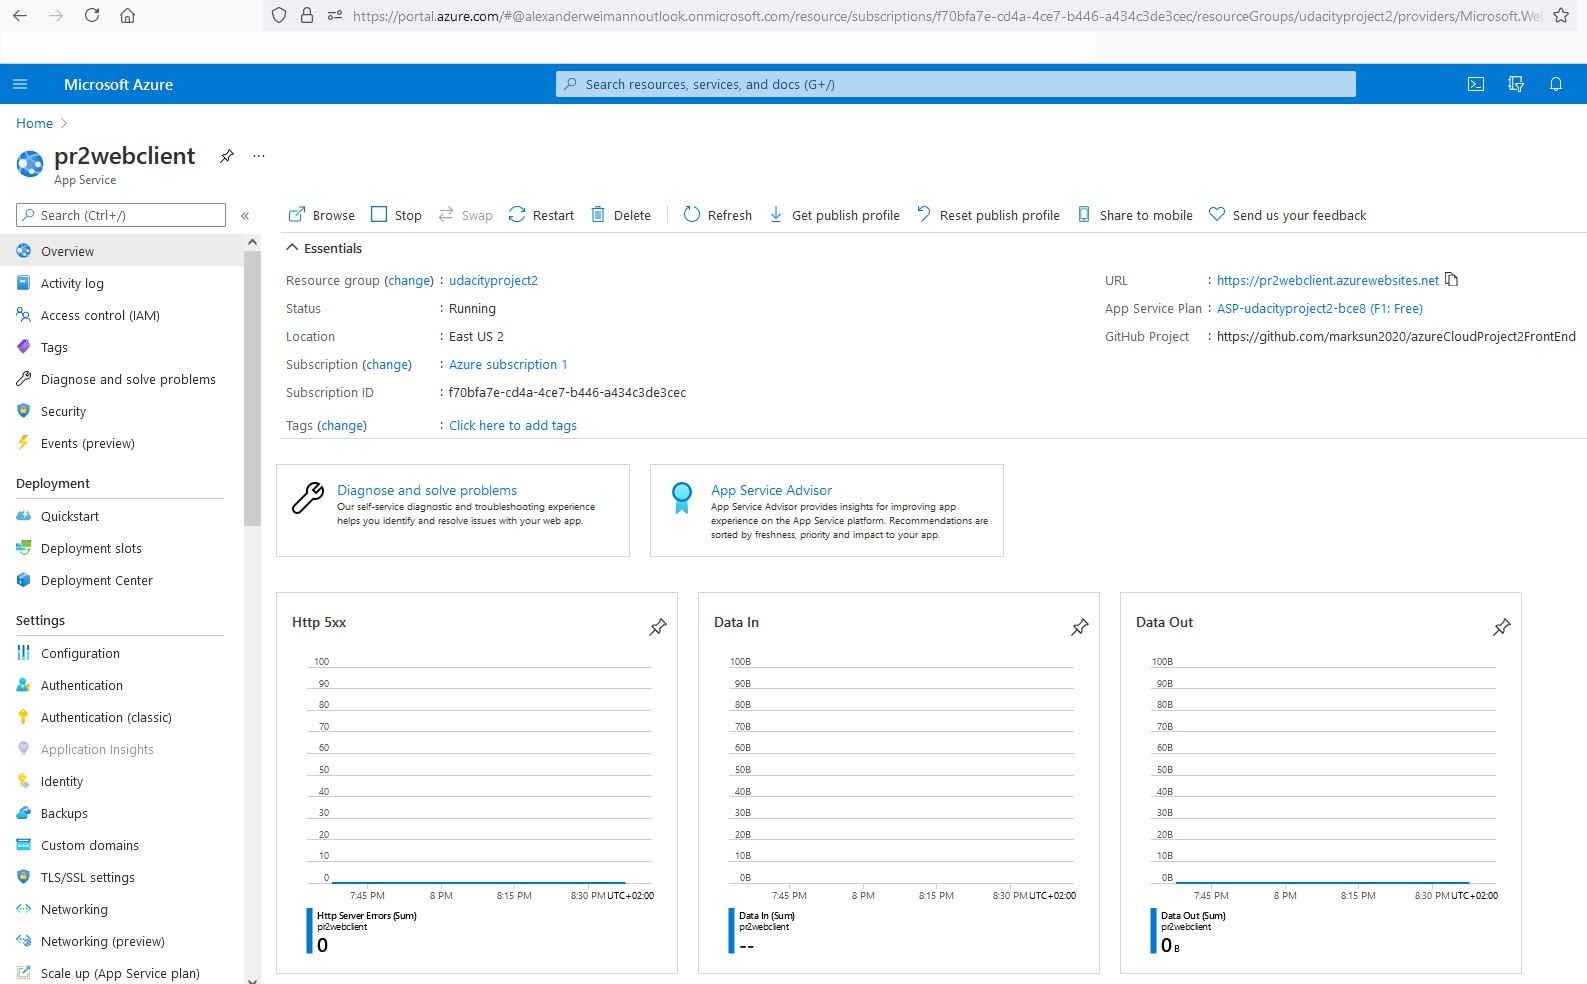 https://portal.azure.com/#@alexanderweimannoutlook.onmicrosoft.com/resource/subscriptions/f70bfa7e-cd4a-4ce7-b446-a434c3de3cec/resourceGroups/udacityproject2/providers/Microsoft.Web
Microsoft Azure
Search resources, services, and docs (G+/)
Home
pr2webclient
App Service
Search (Ctrl+/)
«
Overview
Activity log
Access control (IAM)
Tags
Diagnose and solve problems
Security
Events (preview)
Deployment
Quickstart
Deployment slots
Deployment Center
Settings
Configuration
Authentication
Authentication (classic)
Application Insights
Identity
Backups
Custom domains
TLS/SSL settings
Networking
Networking (preview)
Scale up (App Service plan)
Browse Stop Swap Restart Delete Refresh Get publish profile Reset publish profile Share to mobile Send us your feedback
Essentials
Resource group (change) : udacityproject2
Status : Running
Location : East US 2
Subscription (change) : Azure subscription 1
Subscription ID : f70bfa7e-cd4a-4ce7-b446-a434c3de3cec
Tags (change) : Click here to add tags
URL : https://pr2webclient.azurewebsites.net
App Service Plan : ASP-udacityproject2-bce8 (F1: Free)
GitHub Project : https://github.com/marksun2020/azureCloudProject2FrontEnd
Diagnose and solve problems
Our self-service diagnostic and troubleshooting experience
helps you identify and resolve issues with your web app.
App Service Advisor
App Service Advisor provides insights for improving app
experience on the App Service platform. Recommendations are
sorted by freshness, priority and impact to your app.
Http 5xx
100
90
80
70
60
50
40
30
20
10
0
7:45 PM 8 PM 8:15 PM 8:30 PM UTC+02:00
Http Server Errors (Sum)
pr2webclient
0
Data In
100B
90B
80B
70B
60B
50B
40B
30B
20B
10B
0B
7:45 PM 8 PM 8:15 PM 8:30 PM UTC+02:00
Data In (Sum)
pr2webclient
--
Data Out
100B
90B
80B
70B
60B
50B
40B
30B
20B
10B
0B
7:45 PM 8 PM 8:15 PM 8:30 PM UTC+02:00
Data Out (Sum)
pr2webclient
0 B